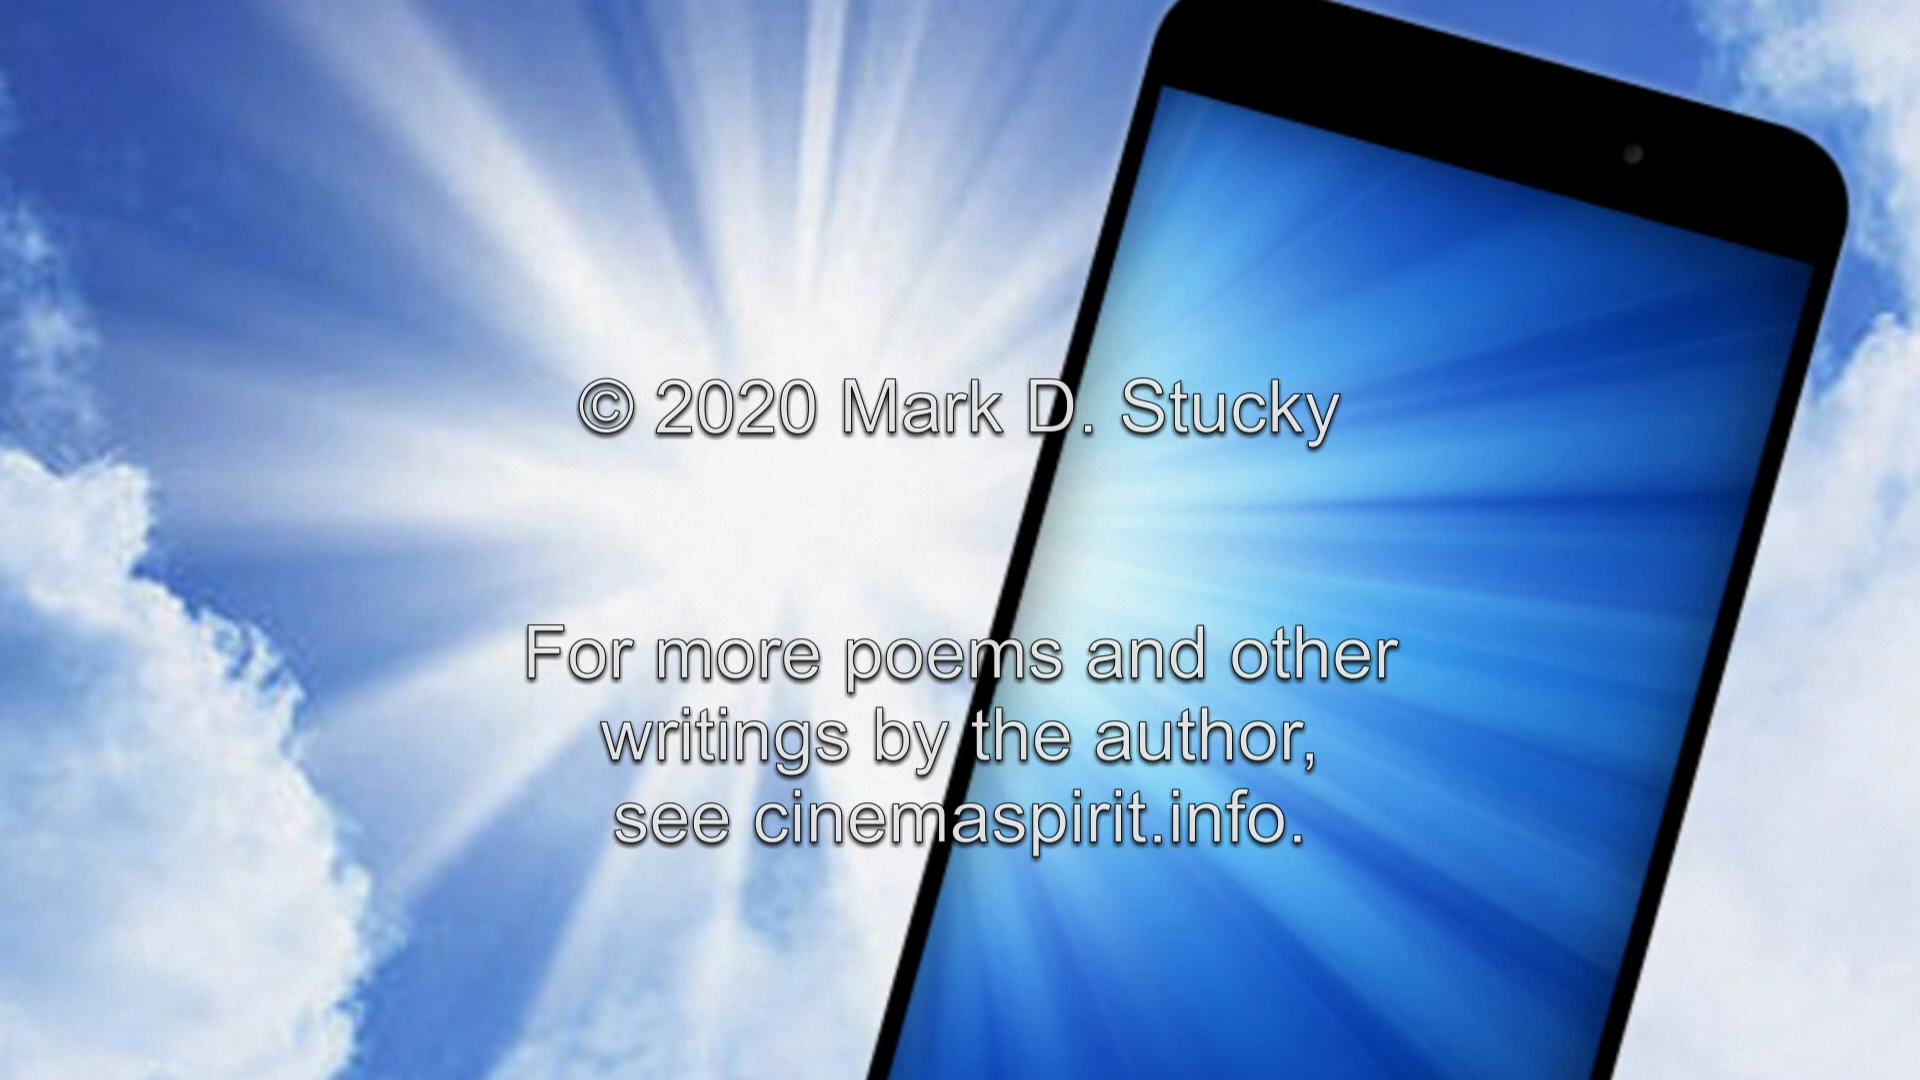 © 2020 Mark D. Stucky
For more poems and other
writings by the author,
see cinemaspirit.info.